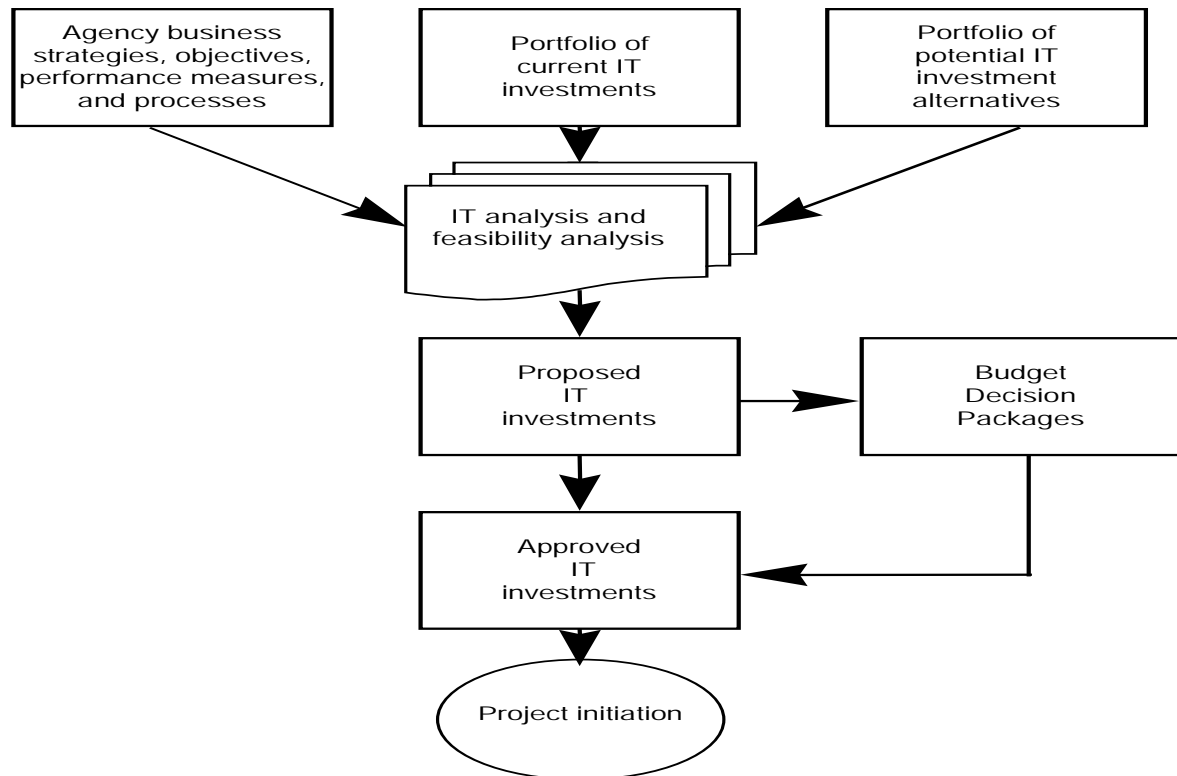 Agency business
strategies, objectives,
performance measures,
and processes
Portfolio of
current IT
investments
Portfolio of
potential IT
investment
alternatives
IT analysis and
feasibility analysis
Proposed
IT
investments
Budget
Decision
Packages
Approved
IT
investments
Project initiation